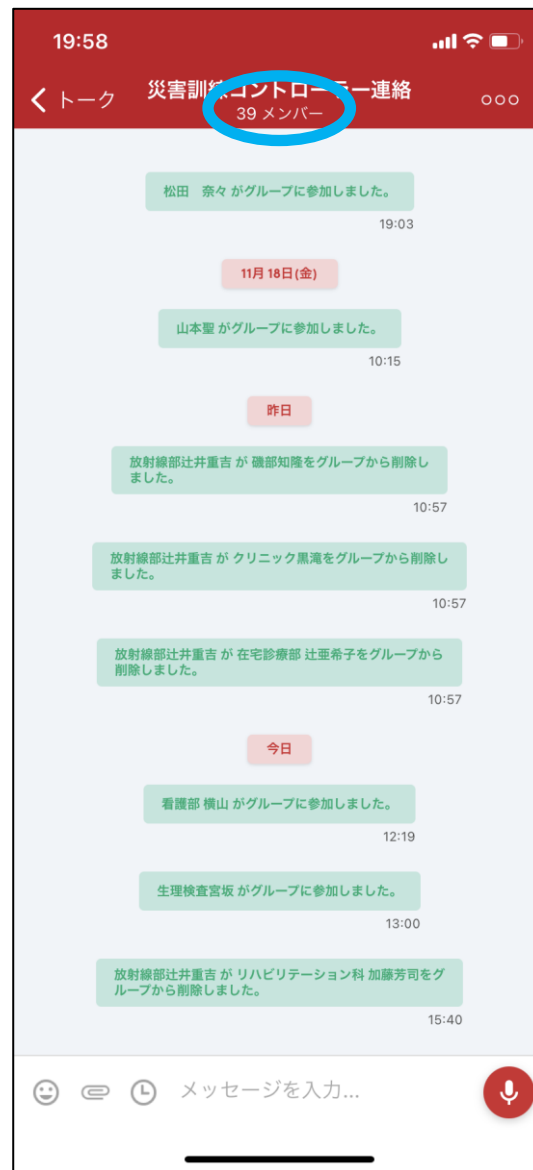 19:58
トーク
災害訓練コントローラー連絡
39 メンバー
松田　奈々 がグループに参加しました。
19:03
11月 18日(金)
山本聖 がグループに参加しました。
10:15
昨日
放射線部辻井重吉 が 磯部知隆をグループから削除し
ました。
10:57
放射線部辻井重吉 が クリニック黒滝をグループから削除し
ました。
10:57
放射線部辻井重吉 が 在宅診療部 辻亜希子をグループから
削除しました。
10:57
今日
看護部 横山 がグループに参加しました。
12:19
生理検査宮坂 がグループに参加しました。
13:00
放射線部辻井重吉 が リハビリテーション科 加藤芳司をグ
ループから削除しました。
15:40
メッセージを入力...